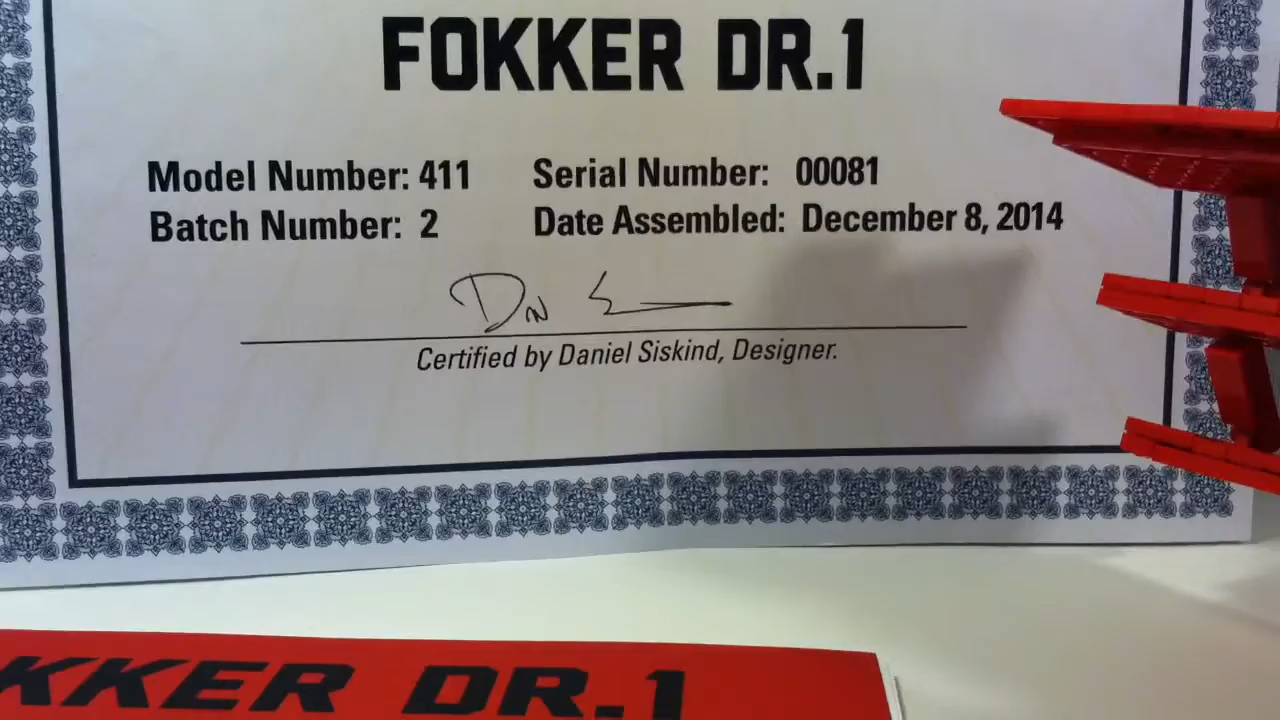 FOKKER DR.1
Model Number: 411 Serial Number: 00081
Batch Number: 2 Date Assembled: December 8, 2014
Certified by Daniel Siskind, Designer.
KKER DR.1